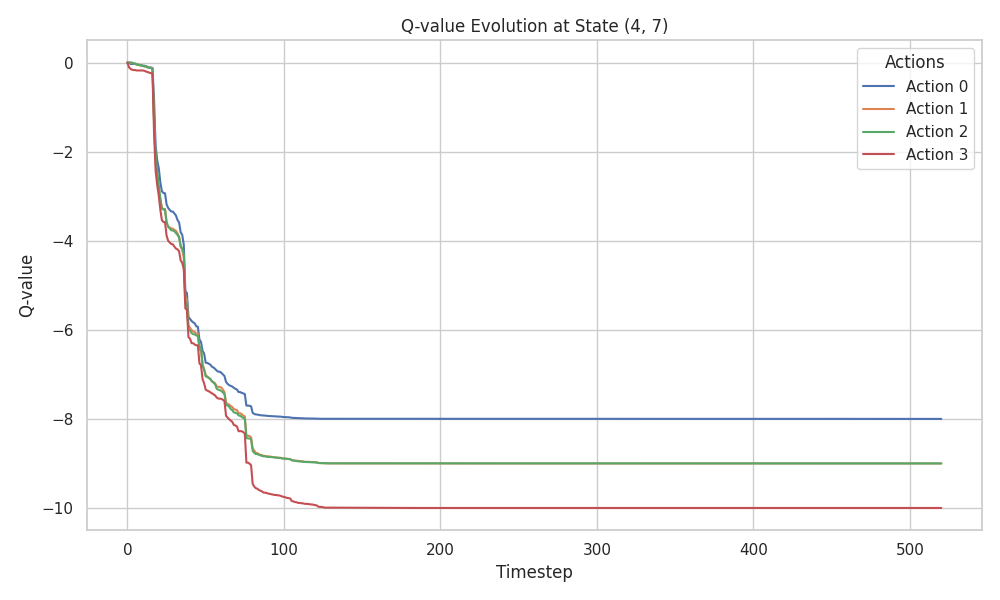 Q-value Evolution at State (4, 7)
Actions
Action 0
Action 1
Action 2
Action 3
Q-value
0
−2
−4
−6
−8
−10
0 100 200 300 400 500
Timestep